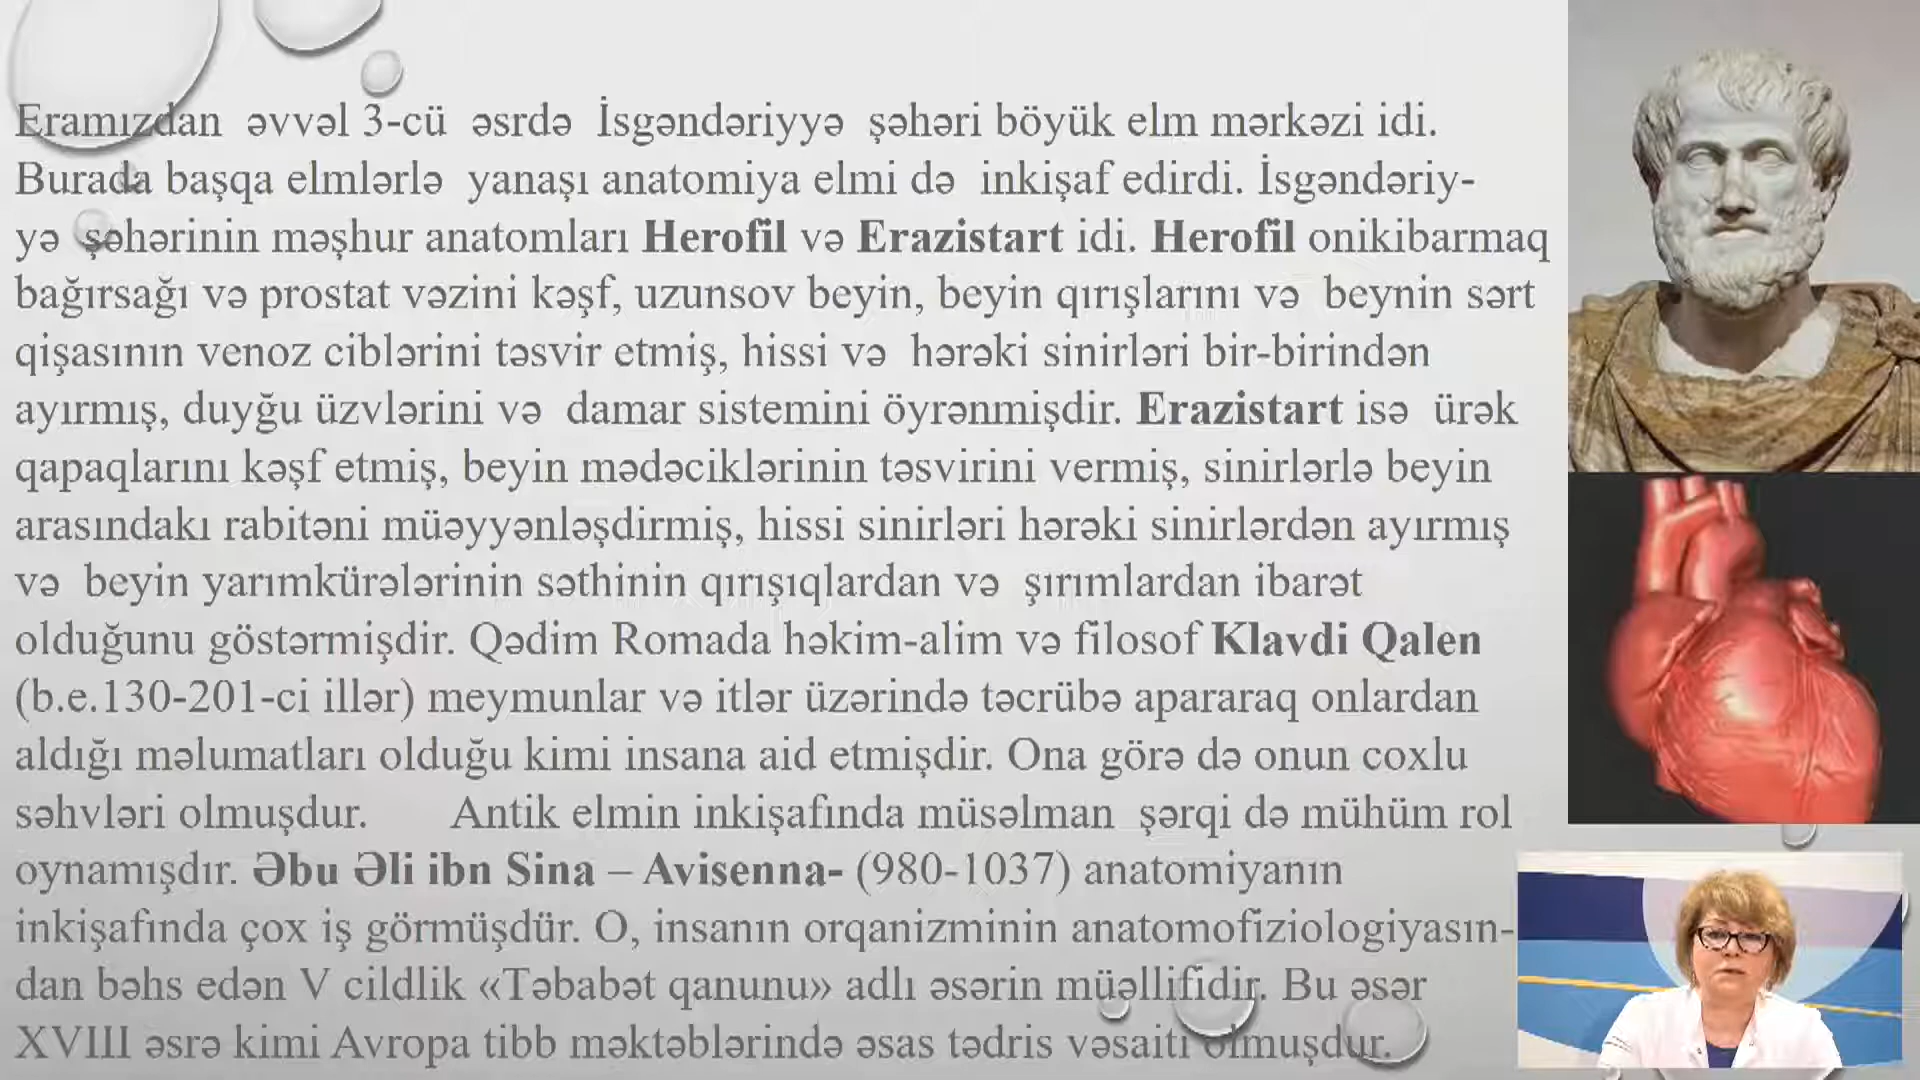 Eramızdan əvvəl 3-cü əsrdə İsgəndəriyyə şəhəri böyük elm mərkəzi idi.
Burada başqa elmlərlə yanaşı anatomiya elmi də inkişaf edirdi. İsgəndəriy-
yə şəhərinin məşhur anatomları Herofil və Erazistart idi. Herofil onikibarmaq
bağırsağı və prostat vəzini kəşf, uzunsov beyin, beyin qırışlarını və beynin sərt
qişasının venoz ciblərini təsvir etmiş, hissi və hərəki sinirləri bir-birindən
ayırmış, duyğu üzvlərini və damar sistemini öyrənmişdir. Erazistart isə ürək
qapaqlarını kəşf etmiş, beyin mədəciklərinin təsvirini vermiş, sinirlərlə beyin
arasındakı rabitəni müəyyənləşdirmiş, hissi sinirləri hərəki sinirlərdən ayırmış
və beyin yarımkürələrinin səthinin qırışıqlardan və şırımlardan ibarət
olduğunu göstərmişdir. Qədim Romada həkim-alim və filosof Klavdi Qalen
(b.e.130-201-ci illər) meymunlar və itlər üzərində təcrübə apararaq onlardan
aldığı məlumatları olduğu kimi insana aid etmişdir. Ona görə də onun coxlu
səhvləri olmuşdur. Antik elmin inkişafında müsəlman şərqi də mühüm rol
oynamışdır. Əbu Əli ibn Sina – Avisenna- (980-1037) anatomiyanın
inkişafında çox iş görmüşdür. O, insanın orqanizminin anatomofiziologiyasın-
dan bəhs edən V cildlik «Təbabət qanunu» adlı əsərin müəllifidir. Bu əsər
XVIII əsrə kimi Avropa tibb məktəblərində əsas tədris vəsaiti olmuşdur.